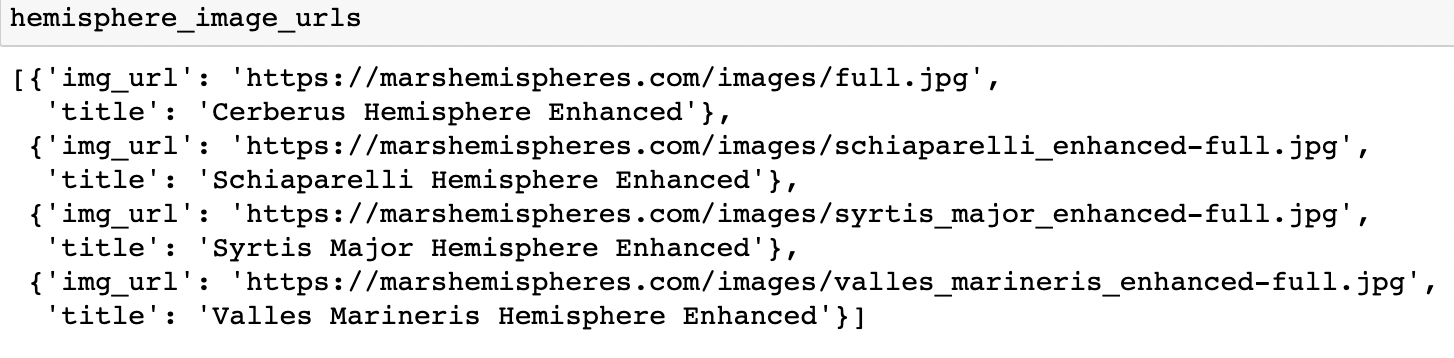 hemisphere_image_urls
[{'img_url': 'https://marshemispheres.com/images/full.jpg',
'title': 'Cerberus Hemisphere Enhanced'},
{'img_url': 'https://marshemispheres.com/images/schiaparelli_enhanced-full.jpg',
'title': 'Schiaparelli Hemisphere Enhanced'},
{'img_url': 'https://marshemispheres.com/images/syrtis_major_enhanced-full.jpg',
'title': 'Syrtis Major Hemisphere Enhanced'},
{'img_url': 'https://marshemispheres.com/images/valles_marineris_enhanced-full.jpg',
'title': 'Valles Marineris Hemisphere Enhanced'}]